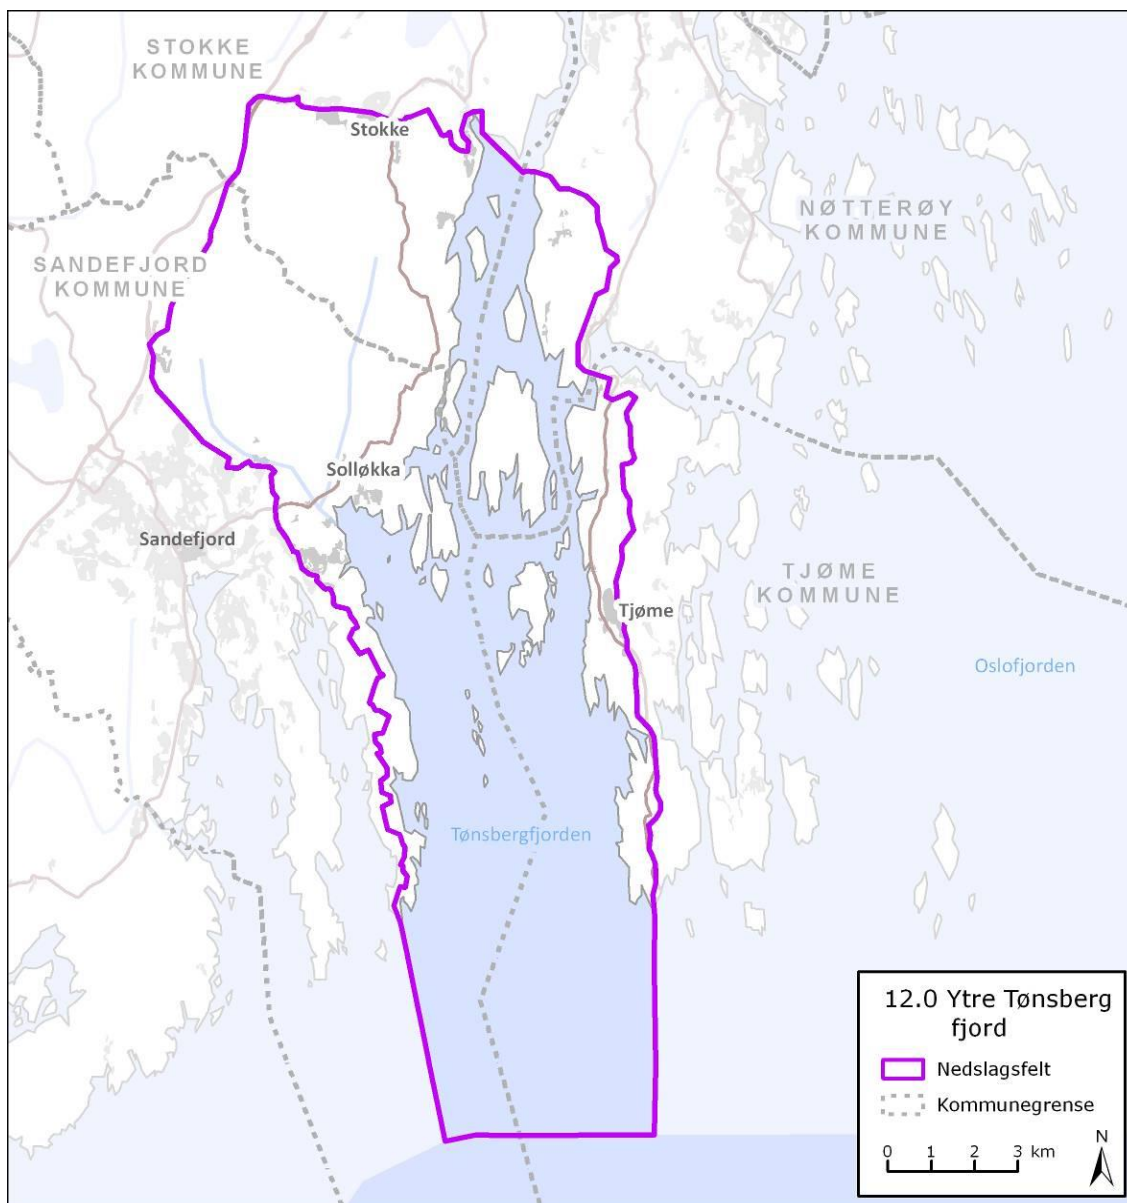 STOKKE
KOMMUNE
Stokke
NØTTERØY
KOMMUNE
SANDEFJORD
KOMMUNE
Solløkka
Sandefjord
TJØME
KOMMUNE
Tjøme
Oslofjorden
Tønsbergfjorden
12.0 Ytre Tønsberg
fjord
Nedslagsfelt
Kommunegrense
N
0 1 2 3 km